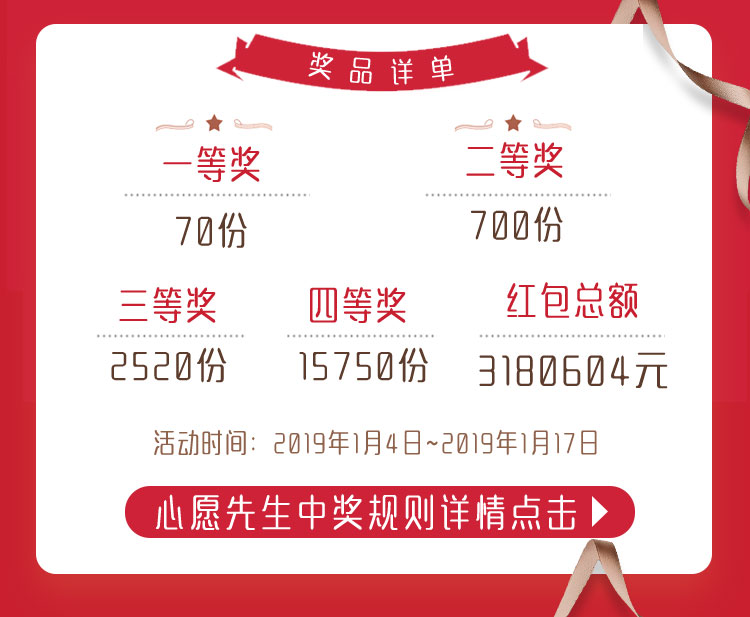 奖品详单
一等奖
70份
二等奖
700份
三等奖
2520份
四等奖
15750份
红包总额
3180604元
活动时间：2019年1月4日~2019年1月17日
心愿先生中奖规则详情点击